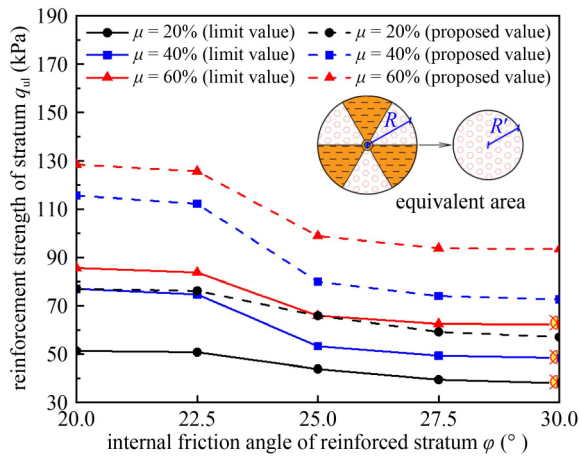 190
170
150
130
110
90
70
50
30
reinforcement strength of stratum q_ul (kPa)
μ = 20% (limit value)
μ = 20% (proposed value)
μ = 40% (limit value)
μ = 40% (proposed value)
μ = 60% (limit value)
μ = 60% (proposed value)
R
R'
equivalent area
20.0 22.5 25.0 27.5 30.0
internal friction angle of reinforced stratum φ (°)